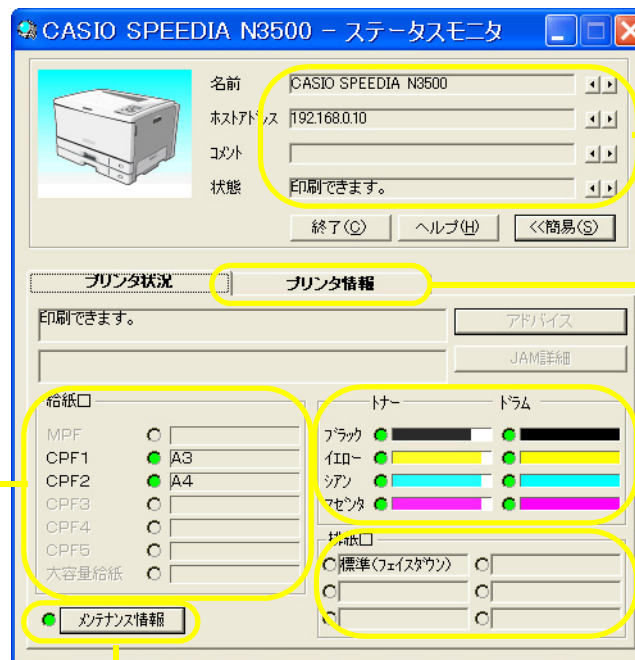 CASIO SPEEDIA N3500 - ステータスモニタ
名前 CASIO SPEEDIA N3500
ホストアドレス 192.168.0.10
コメント
状態 印刷できます。
終了(C) ヘルプ(H) <<簡易(S)
プリンタ状況 プリンタ情報
印刷できます。 アドバイス
JAM詳細
給紙口 トナー ドラム
MPF ブラック
CPF1 A3 イエロー
CPF2 A4 シアン
CPF3 マゼンタ
CPF4
CPF5 排紙口
大容量給紙 標準(フェイスダウン)
メンテナンス情報